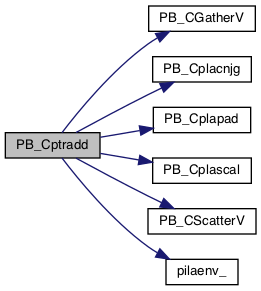 PB_CGatherV
PB_Cplacnjg
PB_Cplapad
PB_Cptradd
PB_Cplascal
PB_CScatterV
pilaenv_